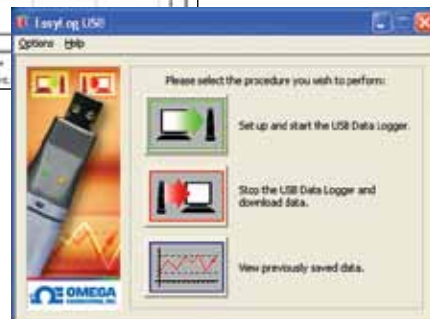 EasyLog USB
Options Help
Please select the procedure you wish to perform:
Set up and start the USB Data Logger.
Stop the USB Data Logger and
download data.
View previously saved data.
OMEGA